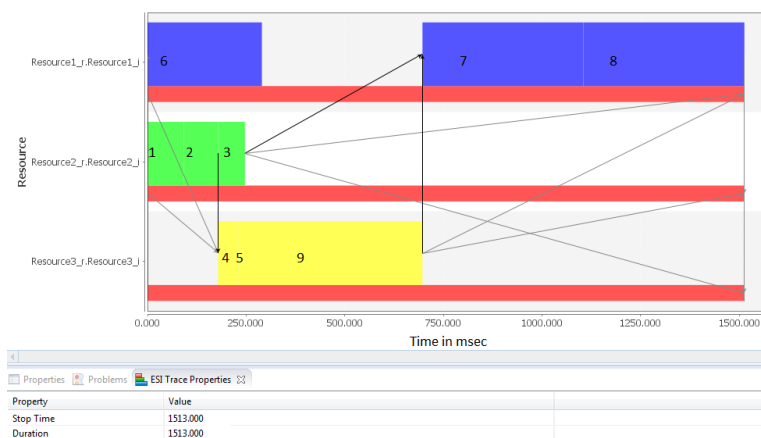 Resource
Resource1_r.Resource1_i
6
7
8
Resource2_r.Resource2_i
1 2 3
Resource3_r.Resource3_i
4 5 9
0.000 250.000 500.000 750.000 1000.000 1250.000 1500.000
Time in msec
Properties Problems ESI Trace Properties
Property Value
Stop Time 1513.000
Duration 1513.000